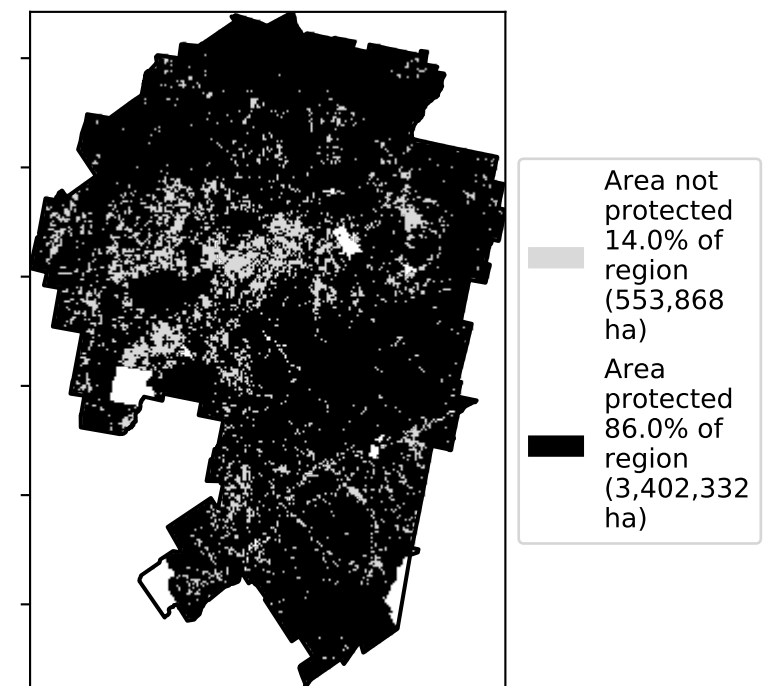 Area not
protected
14.0% of
region
(553,868
ha)
Area
protected
86.0% of
region
(3,402,332
ha)